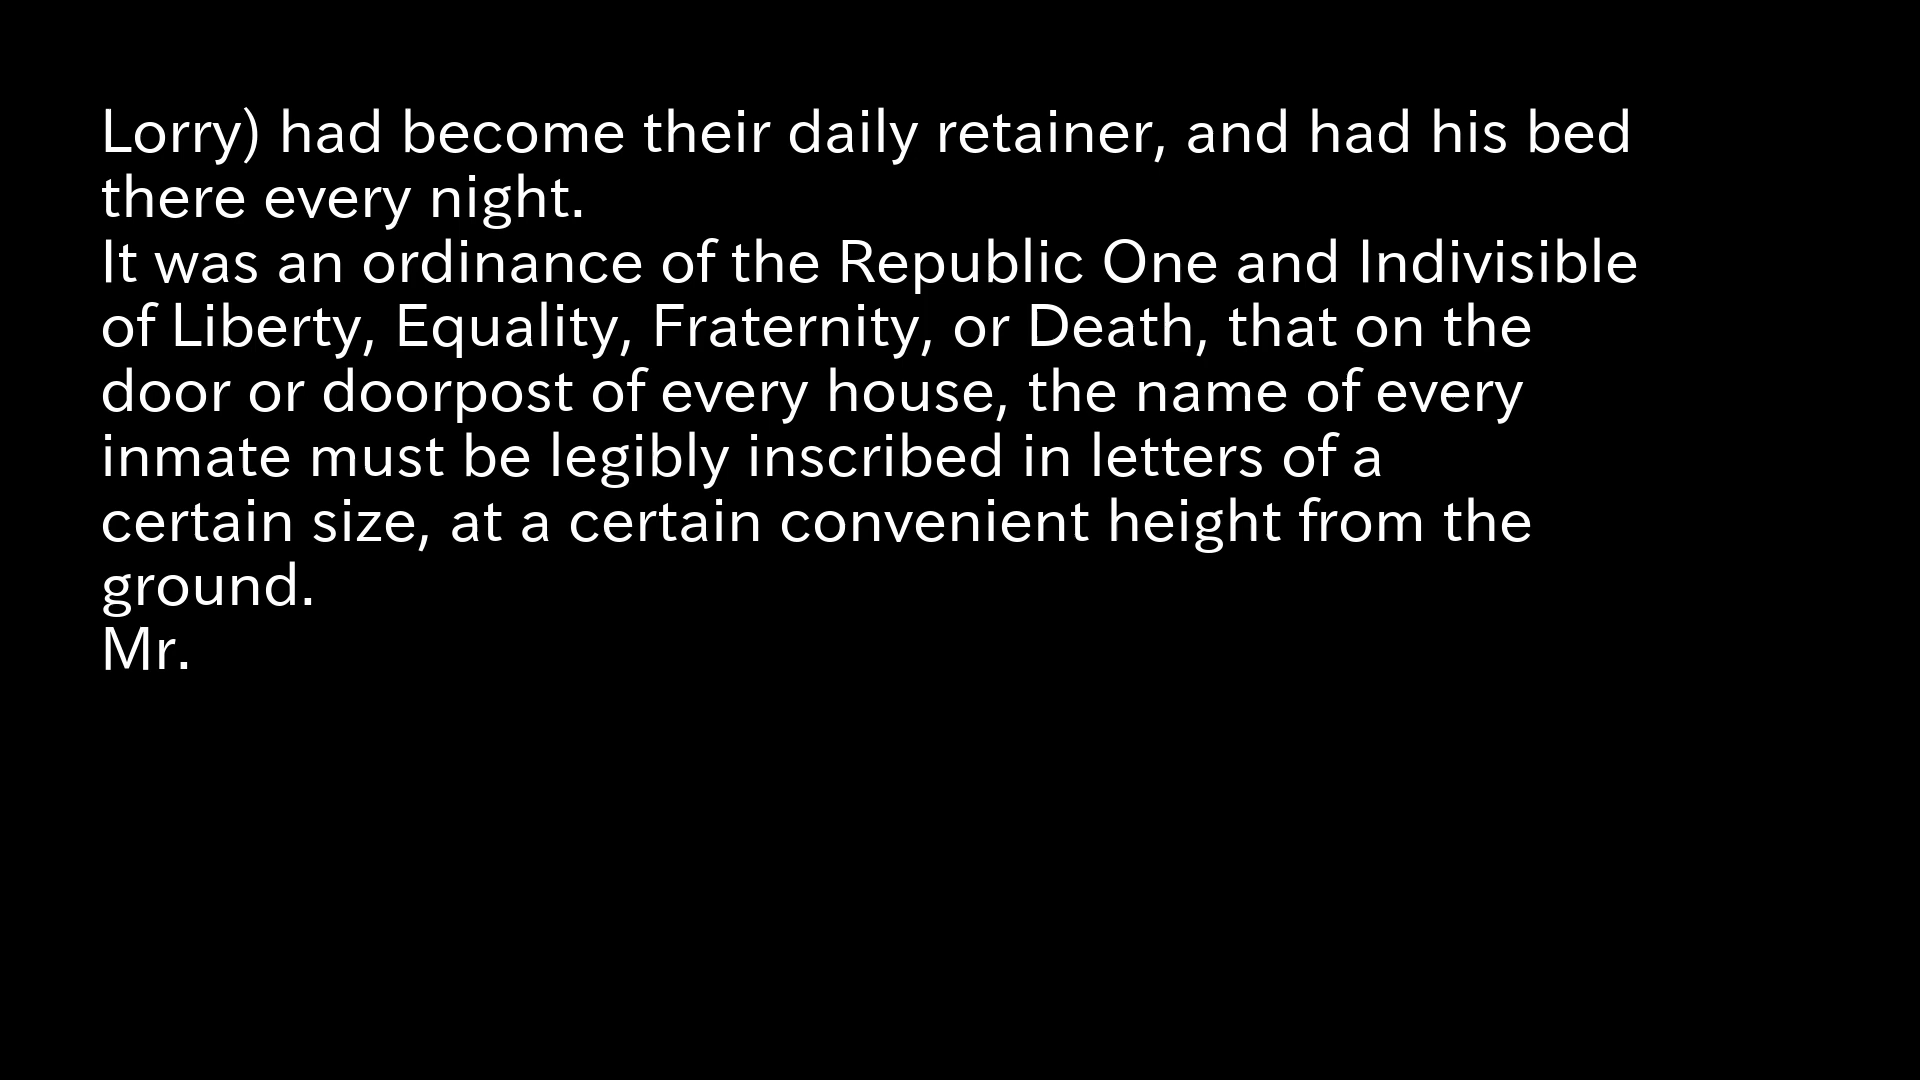 Lorry) had become their daily retainer, and had his bed
there every night.
It was an ordinance of the Republic One and Indivisible
of Liberty, Equality, Fraternity, or Death, that on the
door or doorpost of every house, the name of every
inmate must be legibly inscribed in letters of a
certain size, at a certain convenient height from the
ground.
Mr.